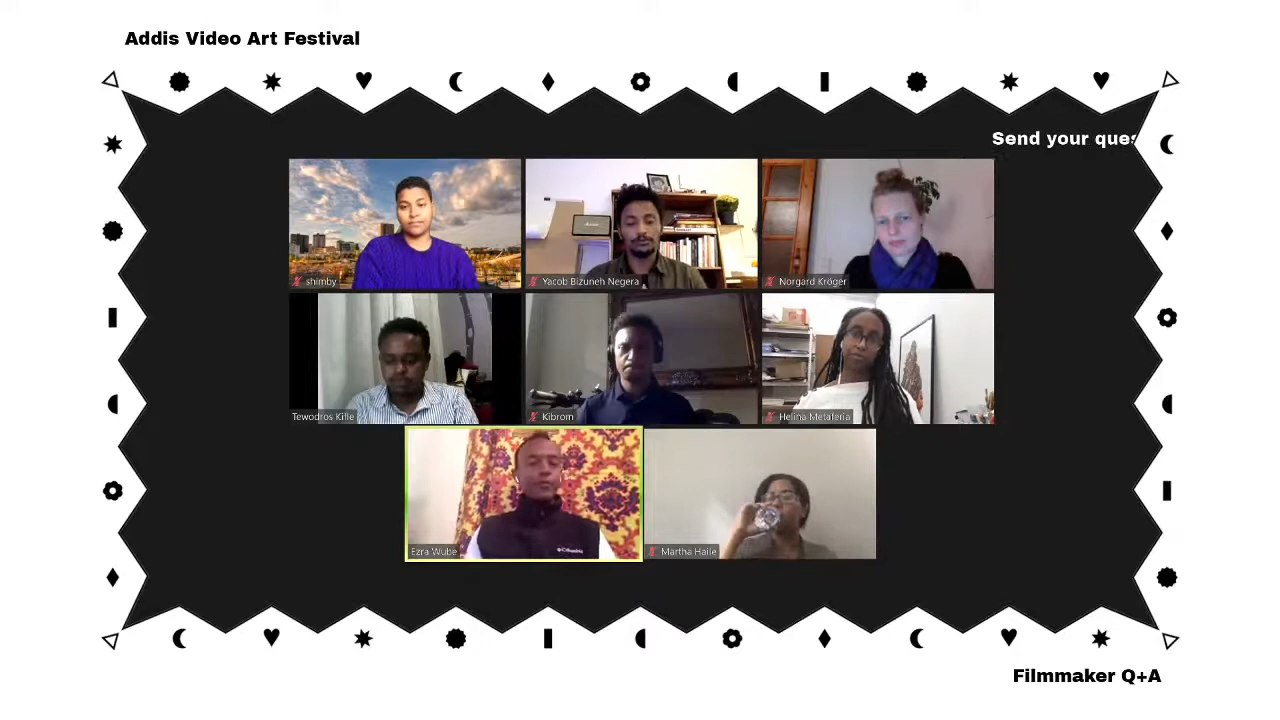 Addis Video Art Festival
Send your ques
shimby
Yacob Bizuneh Negera
Norgard Kröger
Tewodros Kifle
Kibrom
Helina Metaferia
Columbia
Ezra Wube
Martha Haile
Filmmaker Q+A